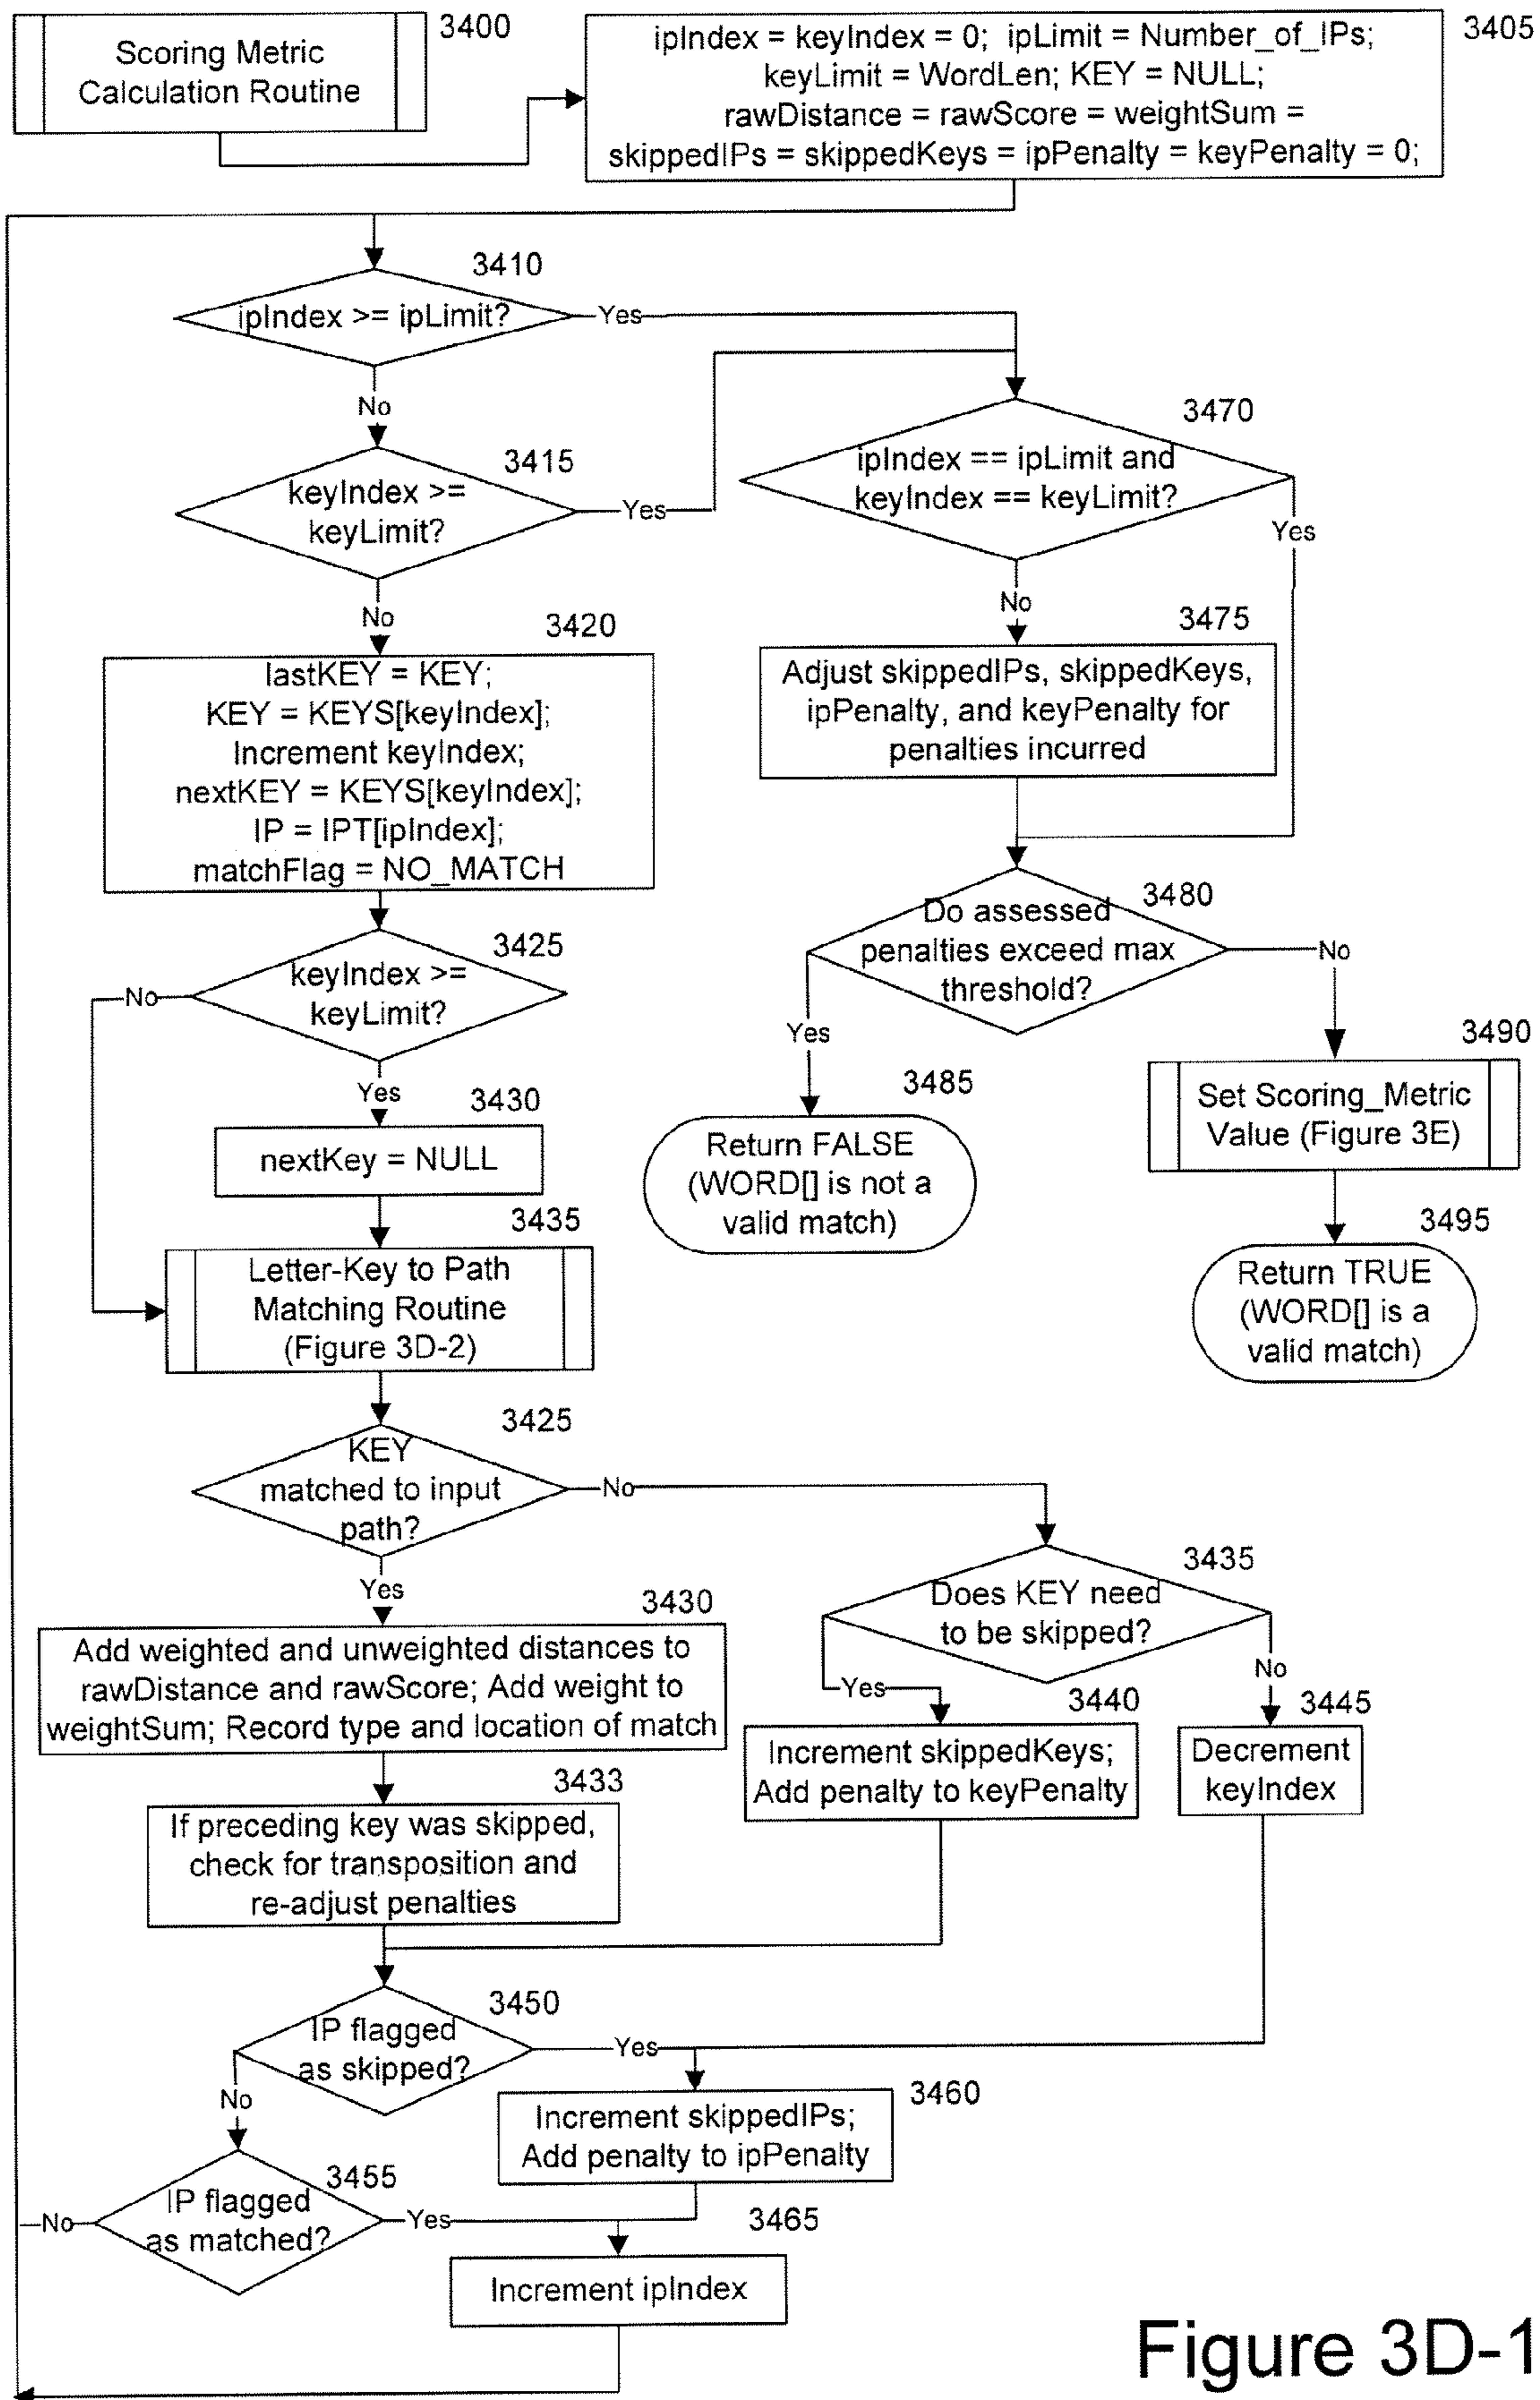 3400
Scoring Metric
Calculation Routine
3405
ipIndex = keyIndex = 0; ipLimit = Number_of_IPs;
keyLimit = WordLen; KEY = NULL;
rawDistance = rawScore = weightSum =
skippedIPs = skippedKeys = ipPenalty = keyPenalty = 0;
3410
ipIndex >= ipLimit?
Yes
No
3415
keyIndex >=
keyLimit?
Yes
No
3470
ipIndex == ipLimit and
keyIndex == keyLimit?
Yes
No
3420
lastKEY = KEY;
KEY = KEYS[keyIndex];
Increment keyIndex;
nextKEY = KEYS[keyIndex];
IP = IPT[ipIndex];
matchFlag = NO_MATCH
3475
Adjust skippedIPs, skippedKeys,
ipPenalty, and keyPenalty for
penalties incurred
3425
keyIndex >=
keyLimit?
No
Yes
3480
Do assessed
penalties exceed max
threshold?
No
Yes
3430
nextKey = NULL
3485
Return FALSE
(WORD[] is not a
valid match)
3490
Set Scoring_Metric
Value (Figure 3E)
3495
Return TRUE
(WORD[] is a
valid match)
3435
Letter-Key to Path
Matching Routine
(Figure 3D-2)
3425
KEY
matched to input
path?
No
Yes
3435
Does KEY need
to be skipped?
Yes
No
3430
Add weighted and unweighted distances to
rawDistance and rawScore; Add weight to
weightSum; Record type and location of match
3440
Increment skippedKeys;
Add penalty to keyPenalty
3445
Decrement
keyIndex
3433
If preceding key was skipped,
check for transposition and
re-adjust penalties
3450
IP flagged
as skipped?
Yes
No
3460
Increment skippedIPs;
Add penalty to ipPenalty
3455
IP flagged
as matched?
No
Yes
3465
Increment ipIndex
Figure 3D-1